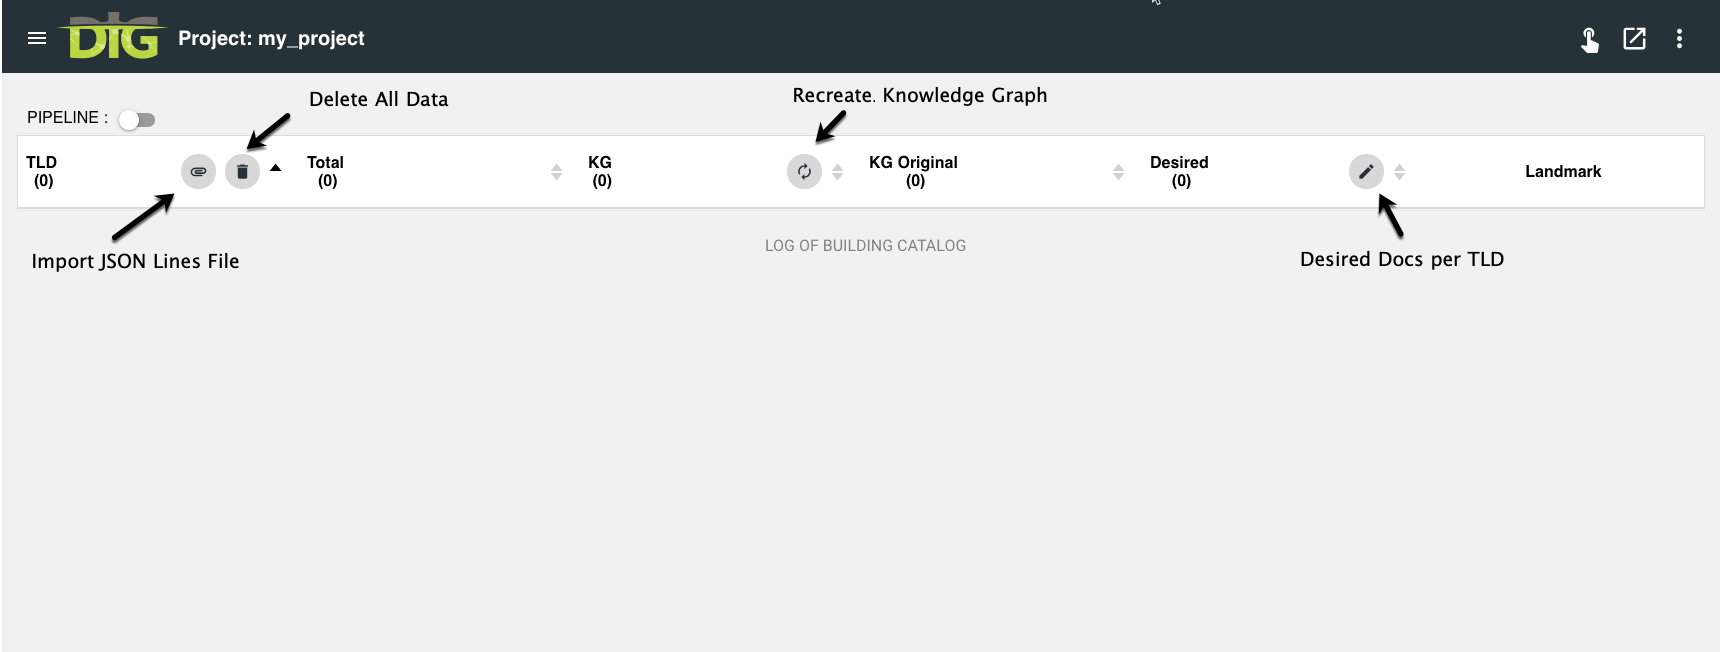 DIG Project: my_project
Delete All Data
Recreate. Knowledge Graph
PIPELINE :
TLD
(0)
Total
(0)
KG
(0)
KG Original
(0)
Desired
(0)
Landmark
LOG OF BUILDING CATALOG
Import JSON Lines File
Desired Docs per TLD